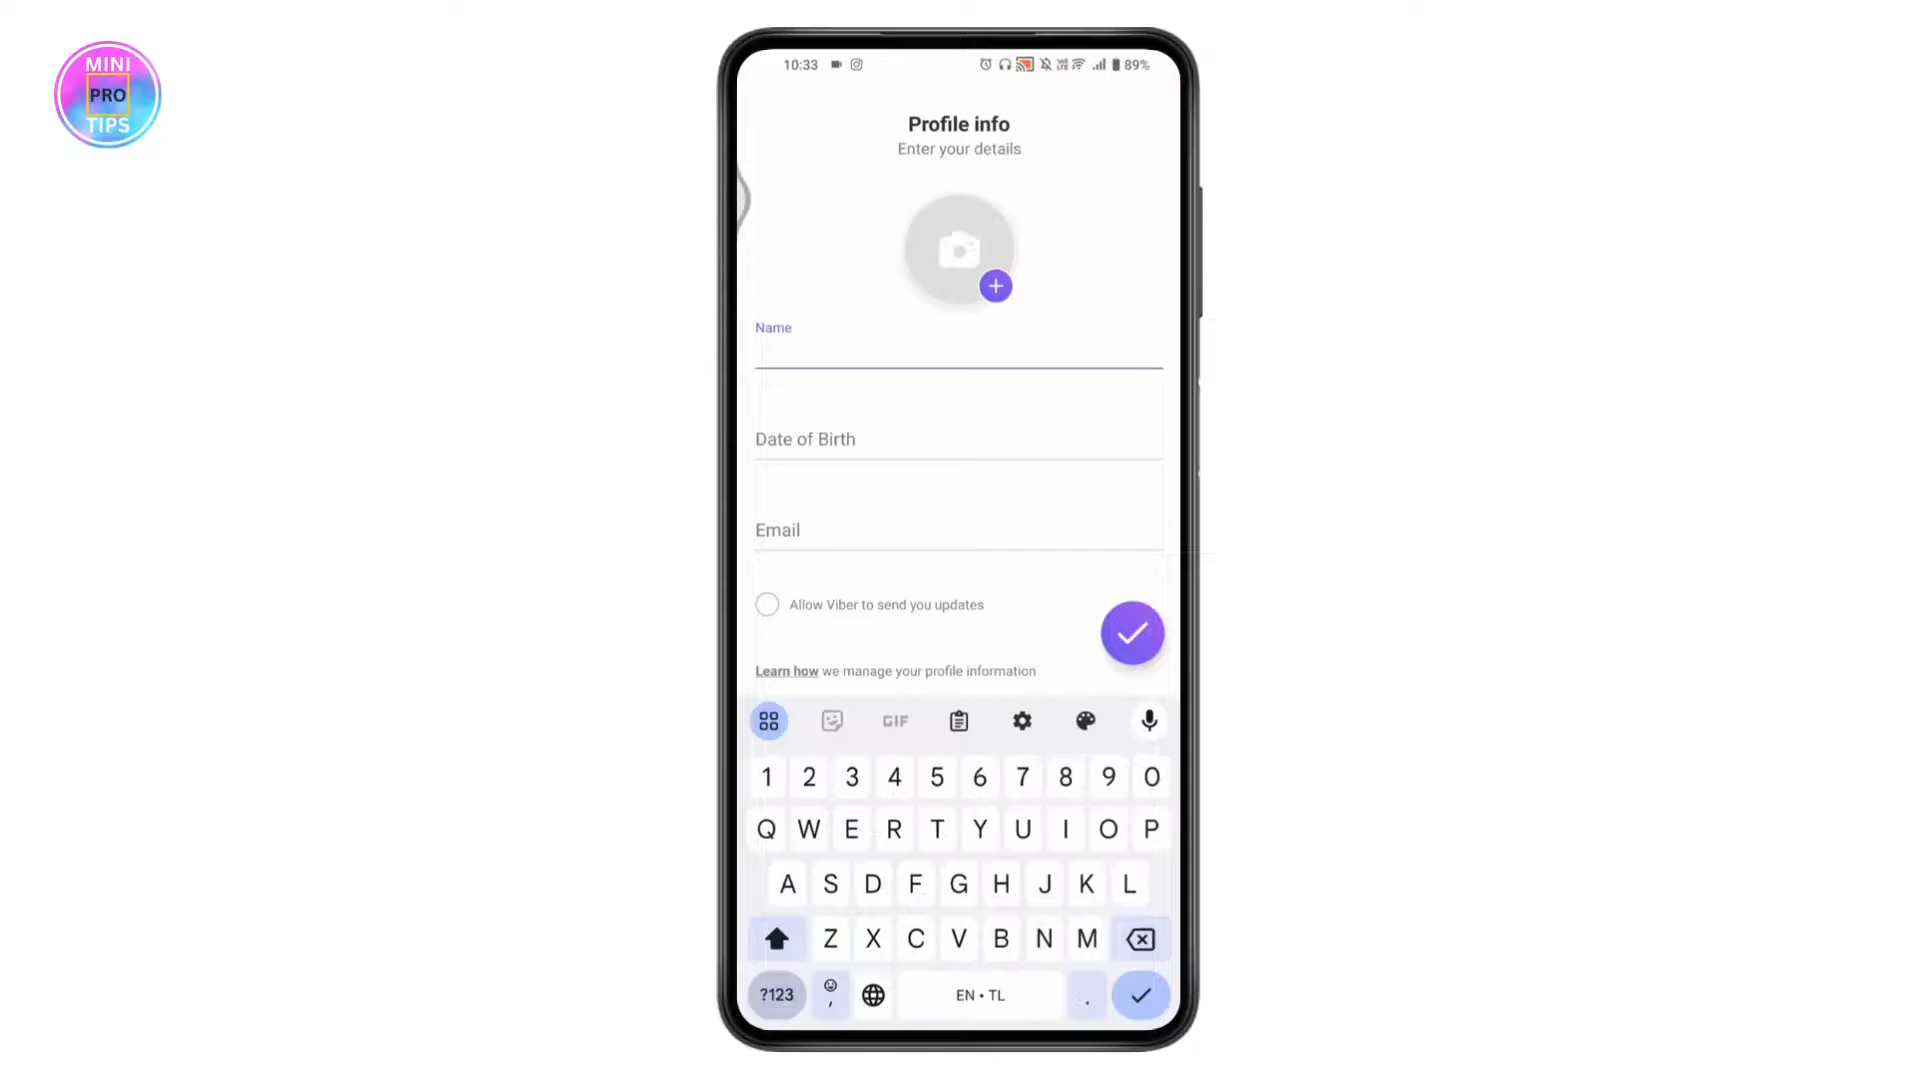 MINI
PRO
TIPS
10:33
89%
Profile info
Enter your details
Name
Date of Birth
Email
Allow Viber to send you updates
Learn how we manage your profile information
GIF
1 2 3 4 5 6 7 8 9 0
Q W E R T Y U I O P
A S D F G H J K L
Z X C V B N M
?123 , EN • TL .